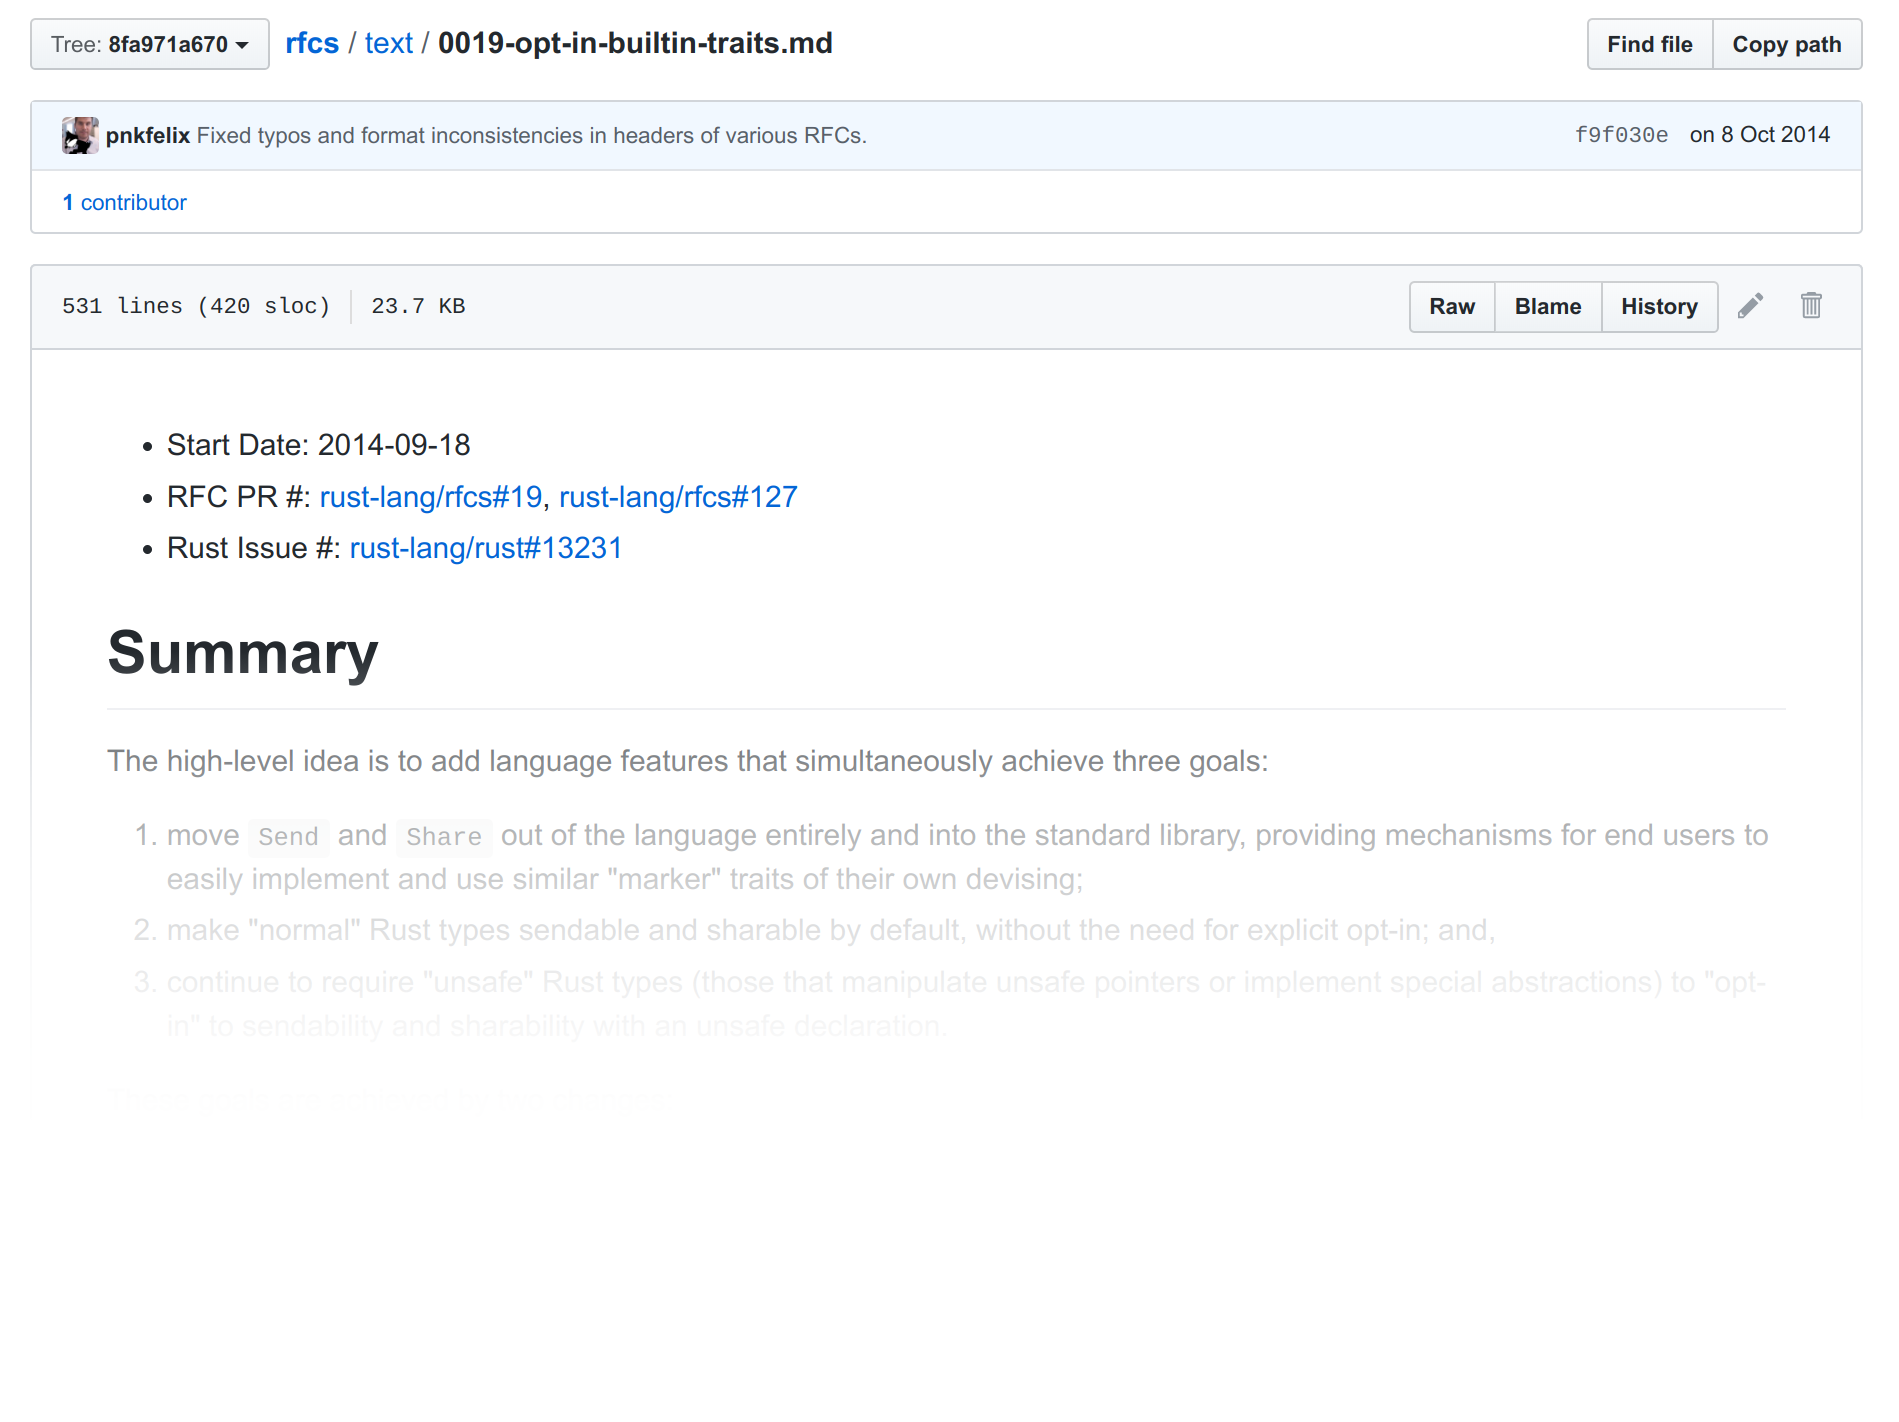 Tree: 8fa971a670
rfcs / text / 0019-opt-in-builtin-traits.md
Find file
Copy path
pnkfelix Fixed typos and format inconsistencies in headers of various RFCs.
f9f030e on 8 Oct 2014
1 contributor
531 lines (420 sloc)
23.7 KB
Raw
Blame
History
• Start Date: 2014-09-18
• RFC PR #: rust-lang/rfcs#19, rust-lang/rfcs#127
• Rust Issue #: rust-lang/rust#13231
Summary
The high-level idea is to add language features that simultaneously achieve three goals:
1. move Send and Share out of the language entirely and into the standard library, providing mechanisms for end users to
easily implement and use similar "marker" traits of their own devising;
2. make "normal" Rust types sendable and sharable by default, without the need for explicit opt-in; and,
3. continue to require "unsafe" Rust types (those that manipulate unsafe pointers or implement special abstractions) to "opt-
in" to sendability and sharability with an unsafe declaration.